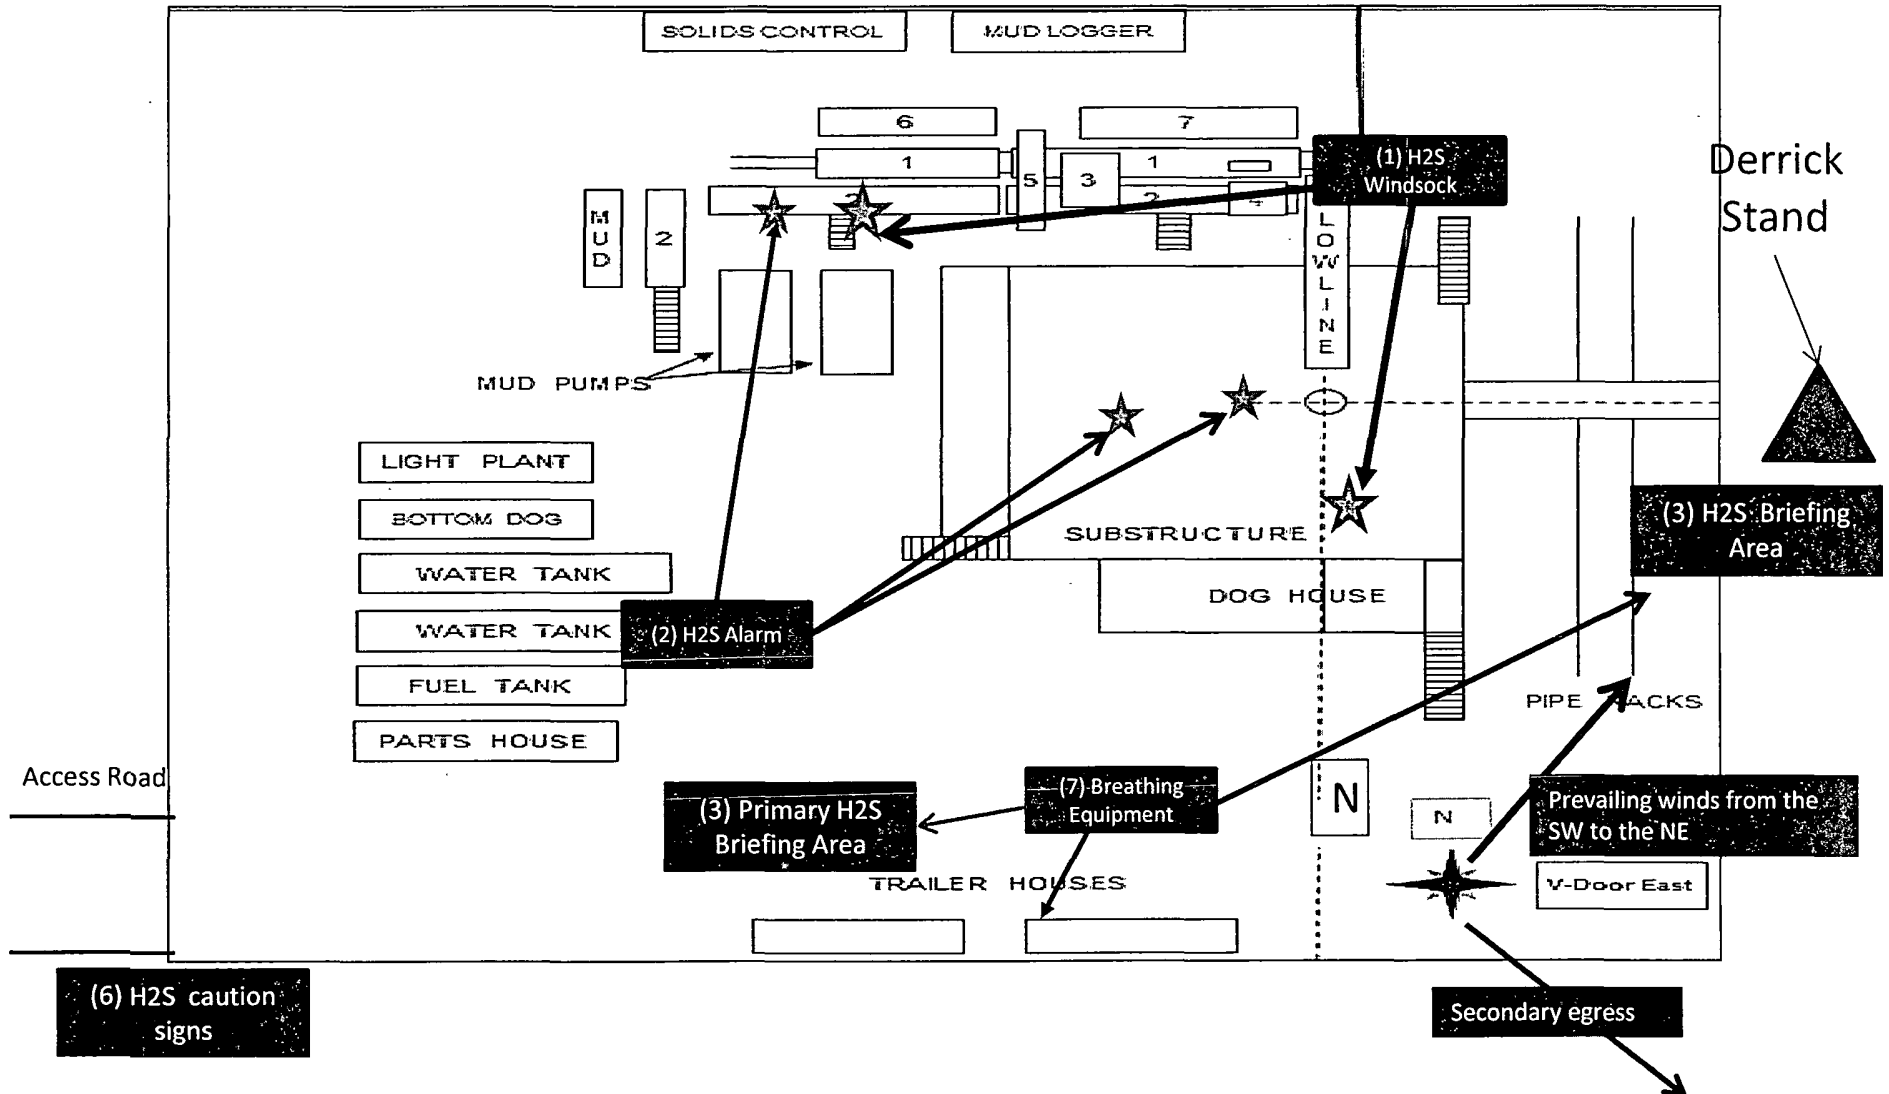 SOLIDS CONTROL
MUD LOGGER
6
7
1
1
5
3
2
2
4
(1) H2S
Windsock
Derrick
Stand
MUD
2
LOWLINE
MUD PUMPS
LIGHT PLANT
BOTTOM DOG
WATER TANK
WATER TANK
FUEL TANK
PARTS HOUSE
(2) H2S Alarm
SUBSTRUCTURE
DOG HOUSE
(3) H2S Briefing
Area
PIPE ACKS
Access Road
(3) Primary H2S
Briefing Area
(7) Breathing
Equipment
N
N
Prevailing winds from the
SW to the NE
V-Door East
TRAILER HOUSES
(6) H2S caution
signs
Secondary egress